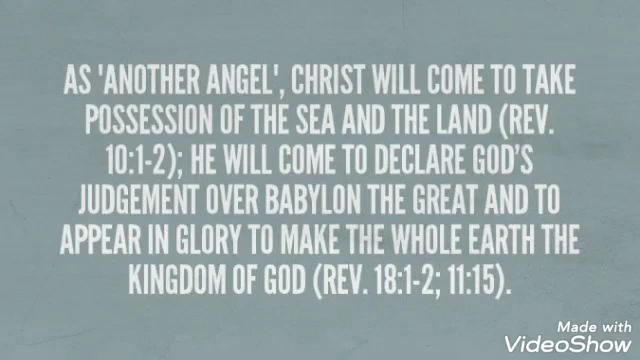 AS 'ANOTHER ANGEL', CHRIST WILL COME TO TAKE
POSSESSION OF THE SEA AND THE LAND (REV.
10:1-2); HE WILL COME TO DECLARE GOD'S
JUDGEMENT OVER BABYLON THE GREAT AND TO
APPEAR IN GLORY TO MAKE THE WHOLE EARTH THE
KINGDOM OF GOD (REV. 18:1-2; 11:15).
Made with
VideoShow